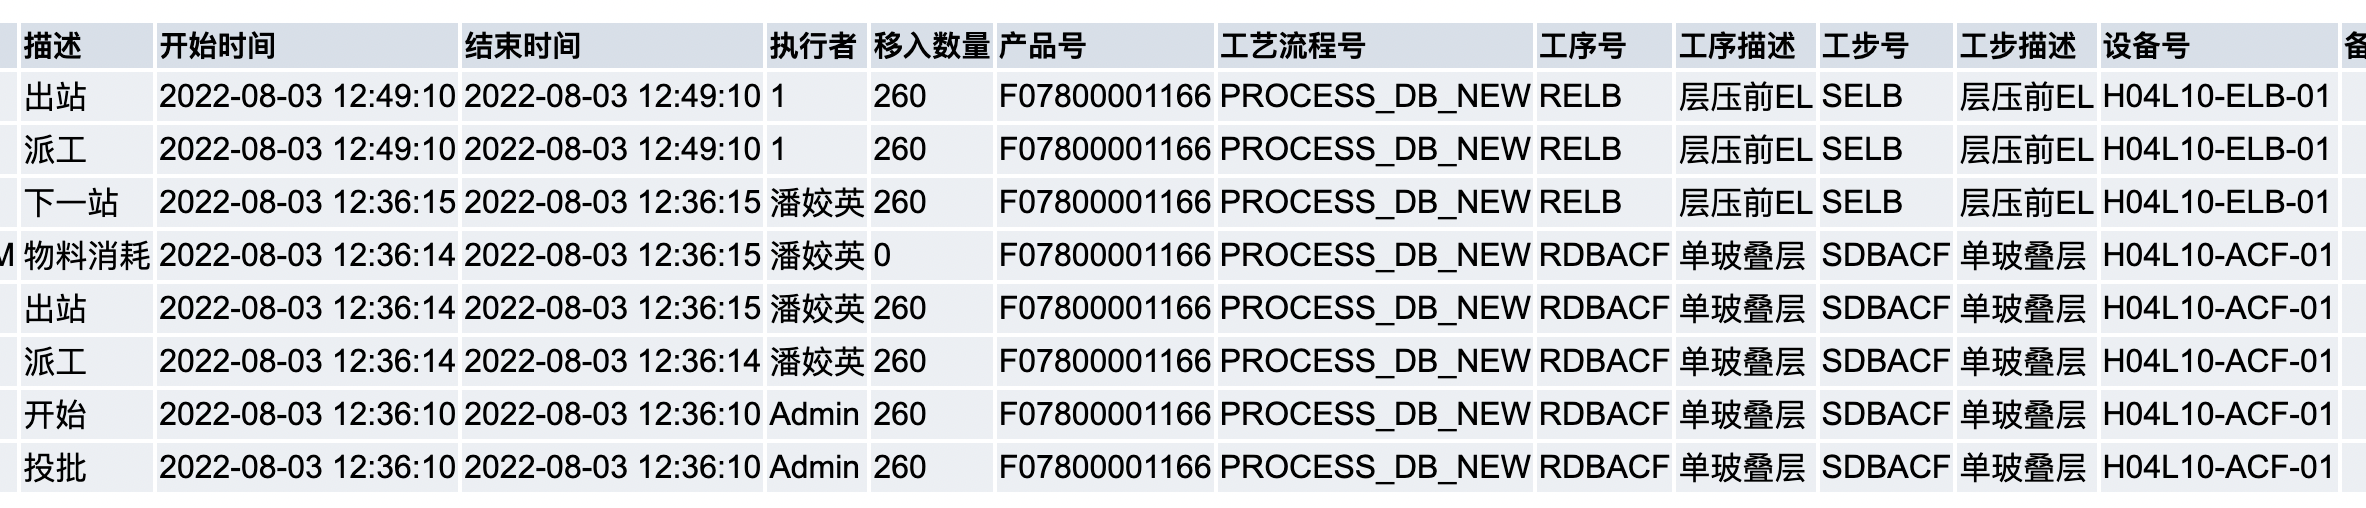 描述 开始时间 结束时间 执行者 移入数量 产品号 工艺流程号 工序号 工序描述 工步号 工步描述 设备号
出站 2022-08-03 12:49:10 2022-08-03 12:49:10 1 260 F07800001166 PROCESS_DB_NEW RELB 层压前EL SELB 层压前EL H04L10-ELB-01
派工 2022-08-03 12:49:10 2022-08-03 12:49:10 1 260 F07800001166 PROCESS_DB_NEW RELB 层压前EL SELB 层压前EL H04L10-ELB-01
下一站 2022-08-03 12:36:15 2022-08-03 12:36:15 潘姣英 260 F07800001166 PROCESS_DB_NEW RELB 层压前EL SELB 层压前EL H04L10-ELB-01
M 物料消耗 2022-08-03 12:36:14 2022-08-03 12:36:15 潘姣英 0 F07800001166 PROCESS_DB_NEW RDBACF 单玻叠层 SDBACF 单玻叠层 H04L10-ACF-01
出站 2022-08-03 12:36:14 2022-08-03 12:36:15 潘姣英 260 F07800001166 PROCESS_DB_NEW RDBACF 单玻叠层 SDBACF 单玻叠层 H04L10-ACF-01
派工 2022-08-03 12:36:14 2022-08-03 12:36:14 潘姣英 260 F07800001166 PROCESS_DB_NEW RDBACF 单玻叠层 SDBACF 单玻叠层 H04L10-ACF-01
开始 2022-08-03 12:36:10 2022-08-03 12:36:10 Admin 260 F07800001166 PROCESS_DB_NEW RDBACF 单玻叠层 SDBACF 单玻叠层 H04L10-ACF-01
投批 2022-08-03 12:36:10 2022-08-03 12:36:10 Admin 260 F07800001166 PROCESS_DB_NEW RDBACF 单玻叠层 SDBACF 单玻叠层 H04L10-ACF-01